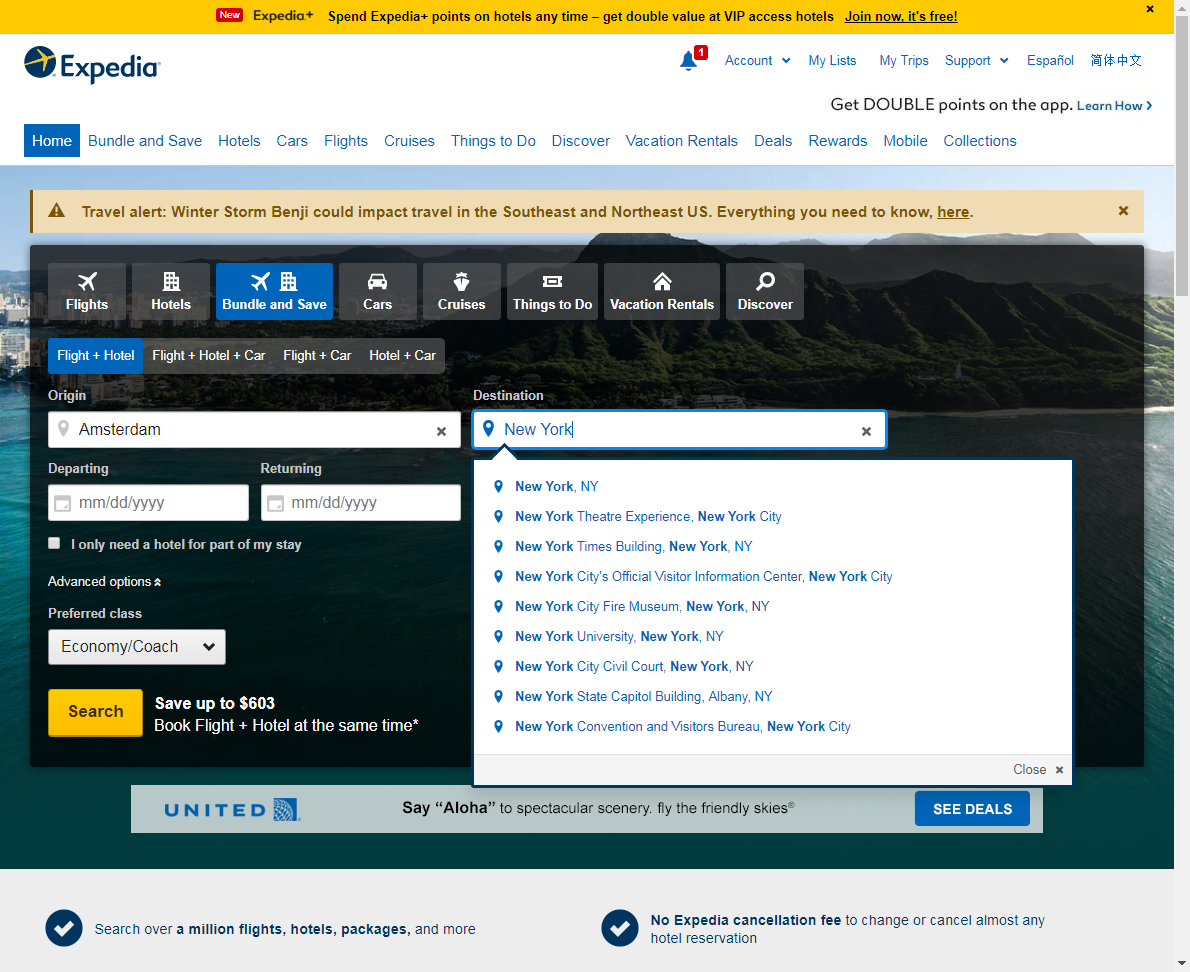 New Expedia+ Spend Expedia+ points on hotels any time – get double value at VIP access hotels Join now, it's free!
Expedia
1 Account My Lists My Trips Support Español 简体中文
Get DOUBLE points on the app. Learn How
Home Bundle and Save Hotels Cars Flights Cruises Things to Do Discover Vacation Rentals Deals Rewards Mobile Collections
Travel alert: Winter Storm Benji could impact travel in the Southeast and Northeast US. Everything you need to know, here.
Flights Hotels Bundle and Save Cars Cruises Things to Do Vacation Rentals Discover
Flight + Hotel Flight + Hotel + Car Flight + Car Hotel + Car
Origin Destination
Amsterdam New York
Departing Returning
mm/dd/yyyy mm/dd/yyyy
I only need a hotel for part of my stay
Advanced options
Preferred class
Economy/Coach
Search Save up to $603
Book Flight + Hotel at the same time*
New York, NY
New York Theatre Experience, New York City
New York Times Building, New York, NY
New York City's Official Visitor Information Center, New York City
New York City Fire Museum, New York, NY
New York University, New York, NY
New York City Civil Court, New York, NY
New York State Capitol Building, Albany, NY
New York Convention and Visitors Bureau, New York City
Close
UNITED Say “Aloha” to spectacular scenery. fly the friendly skies® SEE DEALS
Search over a million flights, hotels, packages, and more
No Expedia cancellation fee to change or cancel almost any
hotel reservation